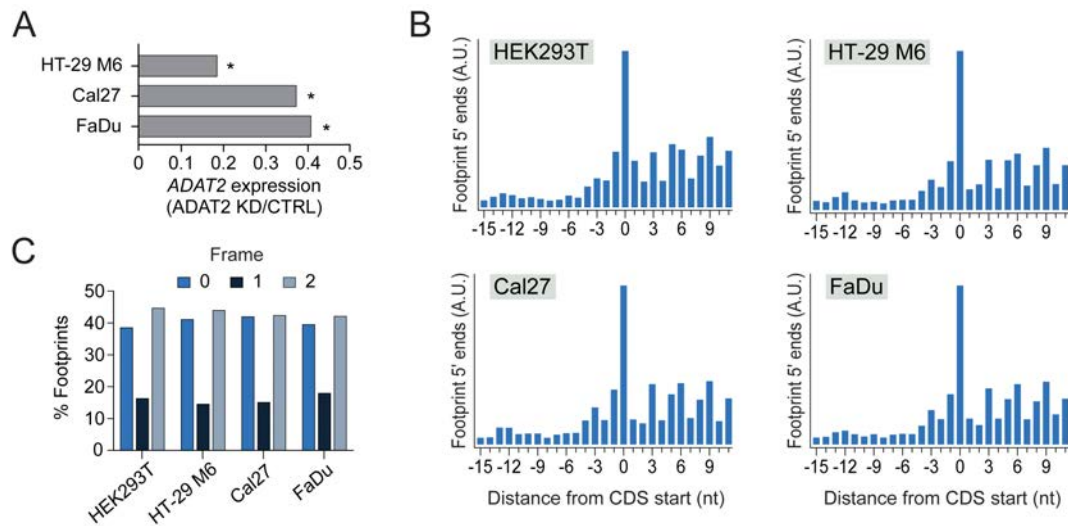 A
HT-29 M6
*
Cal27
*
FaDu
*
0 0.1 0.2 0.3 0.4 0.5
ADAT2 expression
(ADAT2 KD/CTRL)
B
HEK293T
Footprint 5' ends (A.U.)
-15 -12 -9 -6 -3 0 3 6 9
HT-29 M6
Footprint 5' ends (A.U.)
-15 -12 -9 -6 -3 0 3 6 9
Cal27
Footprint 5' ends (A.U.)
-15 -12 -9 -6 -3 0 3 6 9
Distance from CDS start (nt)
FaDu
Footprint 5' ends (A.U.)
-15 -12 -9 -6 -3 0 3 6 9
Distance from CDS start (nt)
C
Frame
0 1 2
% Footprints
50
40
30
20
10
0
HEK293T
HT-29 M6
Cal27
FaDu